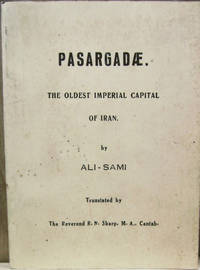 PASARGADÆ.
THE OLDEST IMPERIAL CAPITAL
OF IRAN.
by
ALI-SAMI
Translated by
The Reverend R. N: Sharp, M. A., Cantab.